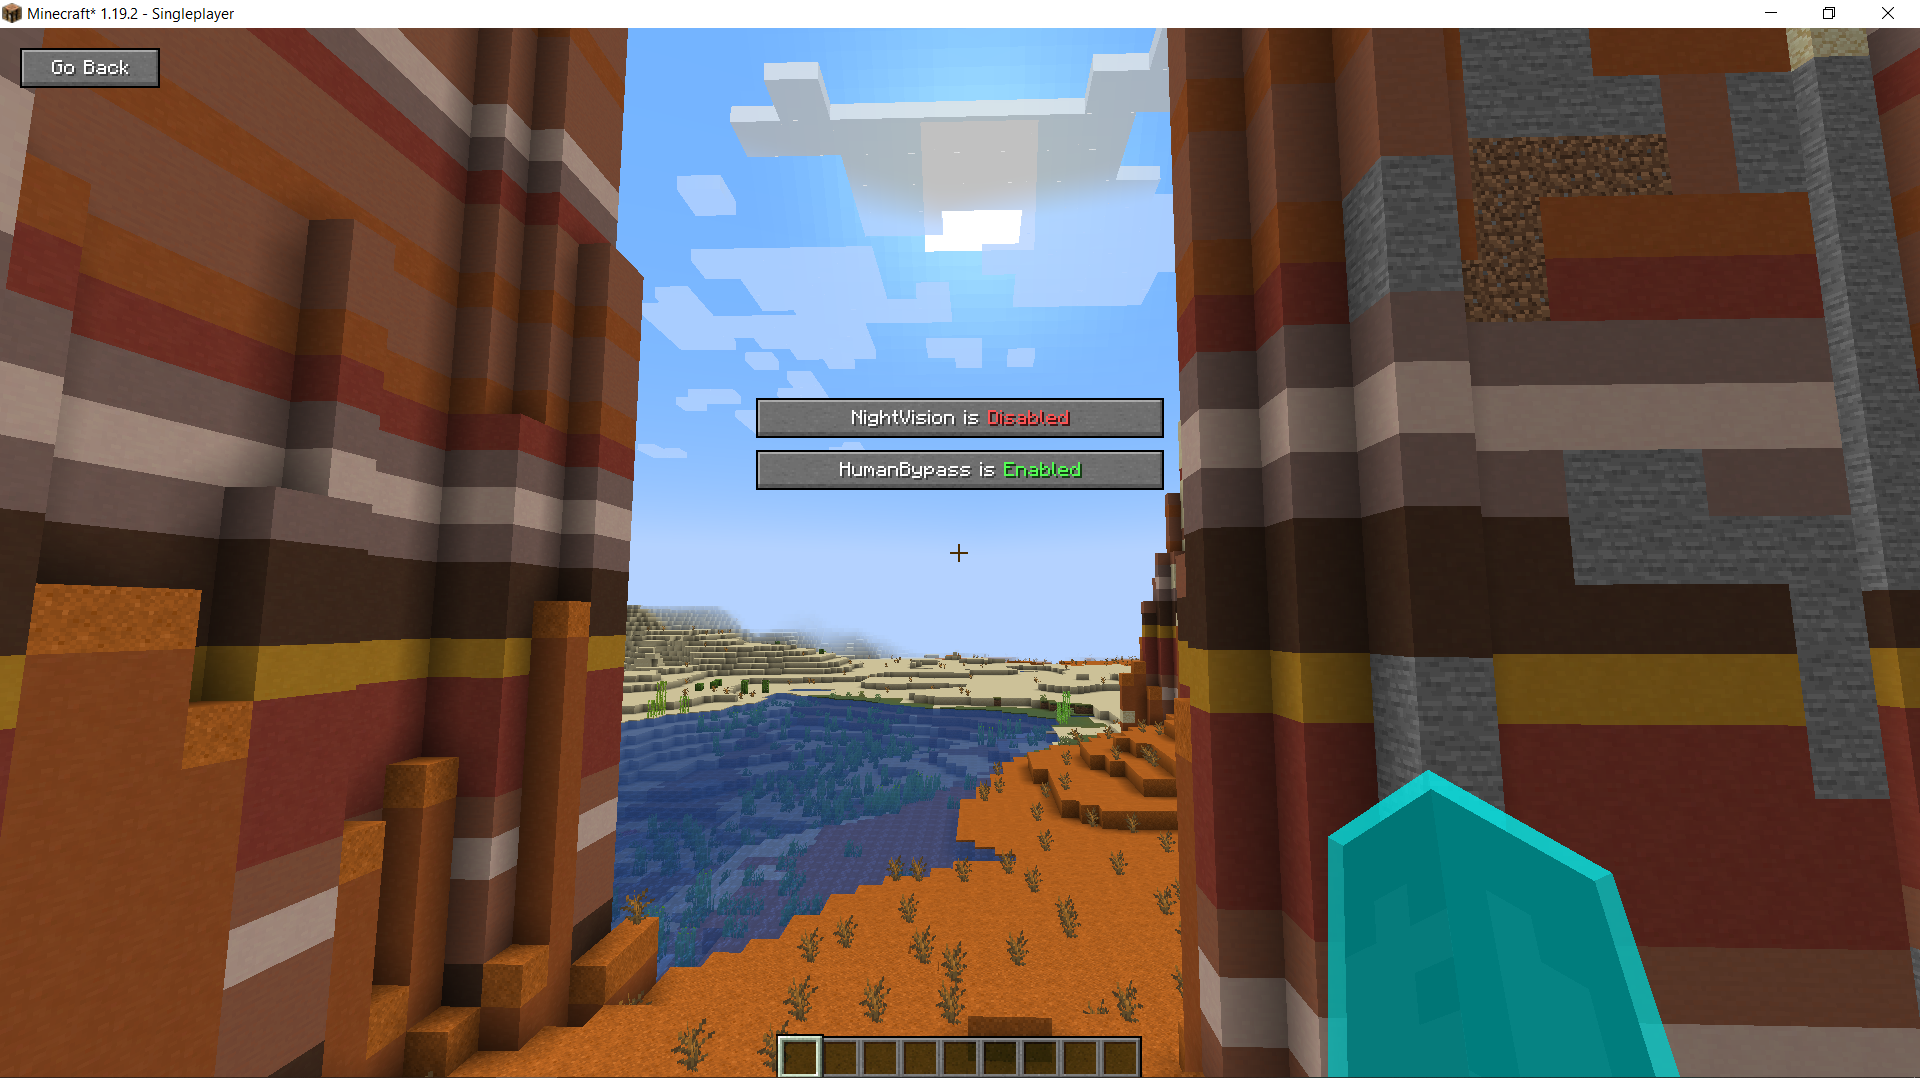 Minecraft* 1.19.2 - Singleplayer
Go Back
NightVision is Disabled
HumanBypass is Enabled